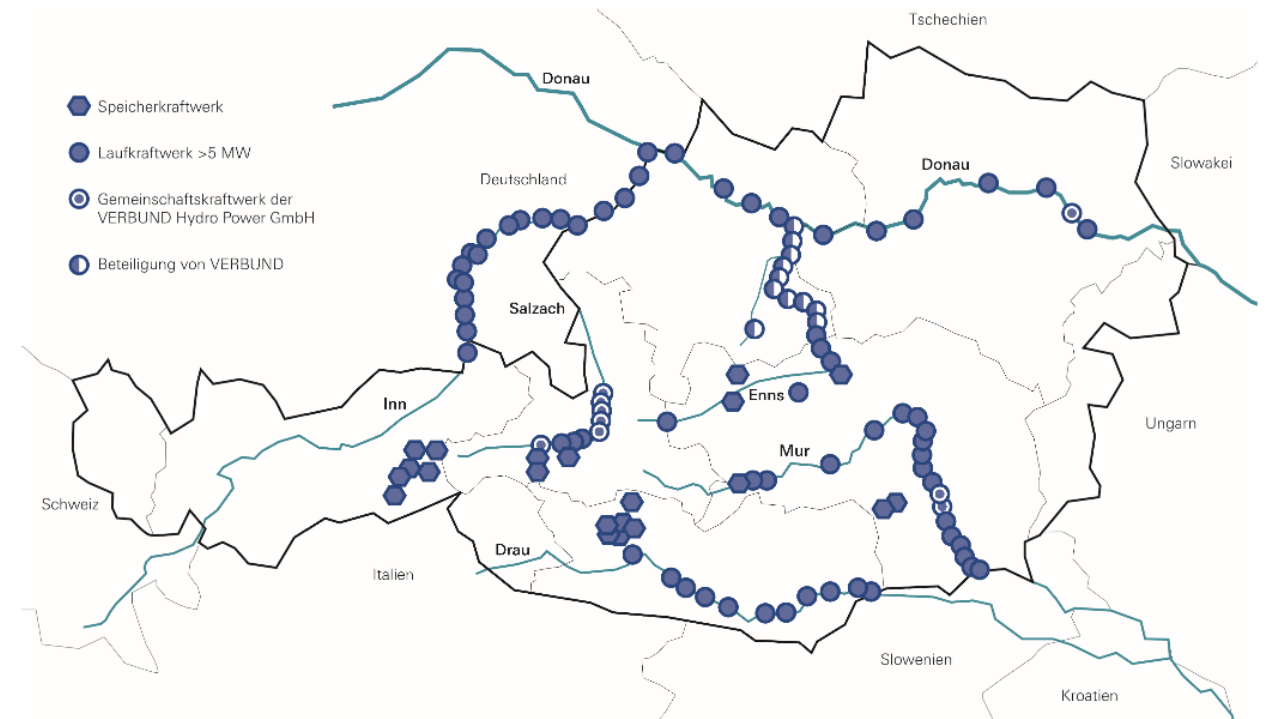 Tschechien
Donau
Speicherkraftwerk
Laufkraftwerk >5 MW
Donau
Slowakei
Deutschland
Gemeinschaftskraftwerk der
VERBUND Hydro Power GmbH
Beteiligung von VERBUND
Salzach
Enns
Inn
Ungarn
Mur
Schweiz
Drau
Italien
Slowenien
Kroatien